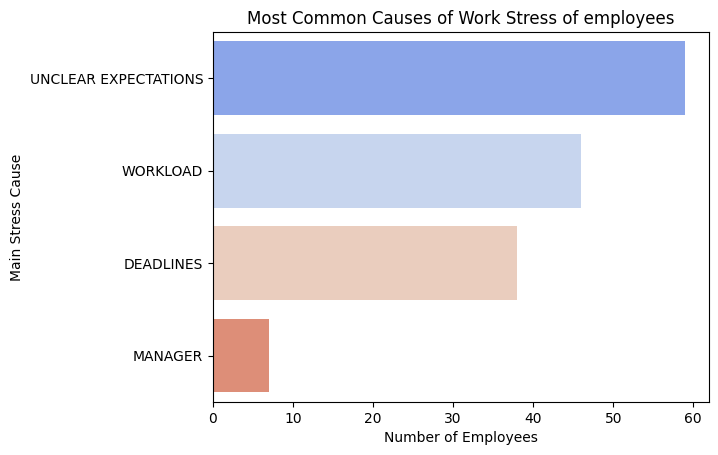 Most Common Causes of Work Stress of employees
UNCLEAR EXPECTATIONS
WORKLOAD
DEADLINES
MANAGER
Main Stress Cause
0 10 20 30 40 50 60
Number of Employees